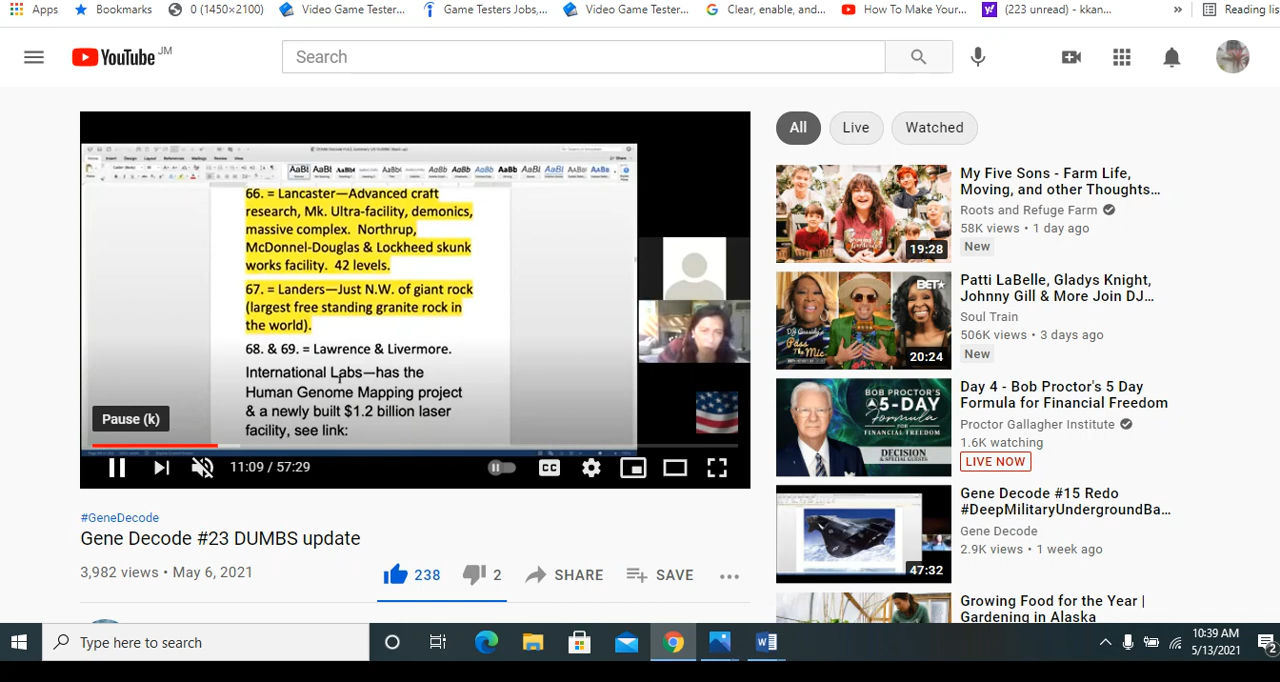 Apps
Bookmarks
0 (1450×2100)
Video Game Tester...
Game Testers Jobs,...
Video Game Tester...
Clear, enable, and...
How To Make Your...
(223 unread) - kkan...
»
Reading lis
YouTube JM
Search
66. = Lancaster—Advanced craft
research, Mk. Ultra-facility, demonics,
massive complex. Northrup,
McDonnel-Douglas & Lockheed skunk
works facility. 42 levels.
67. = Landers—Just N.W. of giant rock
(largest free standing granite rock in
the world).
68. & 69. = Lawrence & Livermore.
International Labs—has the
Human Genome Mapping project
& a newly built $1.2 billion laser
facility, see link:
Pause (k)
11:09 / 57:29
CC
#GeneDecode
Gene Decode #23 DUMBS update
3,982 views • May 6, 2021
238
2
SHARE
SAVE
All
Live
Watched
19:28
My Five Sons - Farm Life,
Moving, and other Thoughts...
Roots and Refuge Farm
58K views • 1 day ago
New
BET★
Pass
The Mic
20:24
Patti LaBelle, Gladys Knight,
Johnny Gill & More Join DJ...
Soul Train
506K views • 3 days ago
New
BOB PROCTOR'S
5-DAY
Formula for
FINANCIAL FREEDOM
DECISION
& SPECIAL GUESTS
Day 4 - Bob Proctor's 5 Day
Formula for Financial Freedom
Proctor Gallagher Institute
1.6K watching
LIVE NOW
47:32
Gene Decode #15 Redo
#DeepMilitaryUndergroundBa...
Gene Decode
2.9K views • 1 week ago
Growing Food for the Year |
Gardening in Alaska
Type here to search
10:39 AM
5/13/2021
2